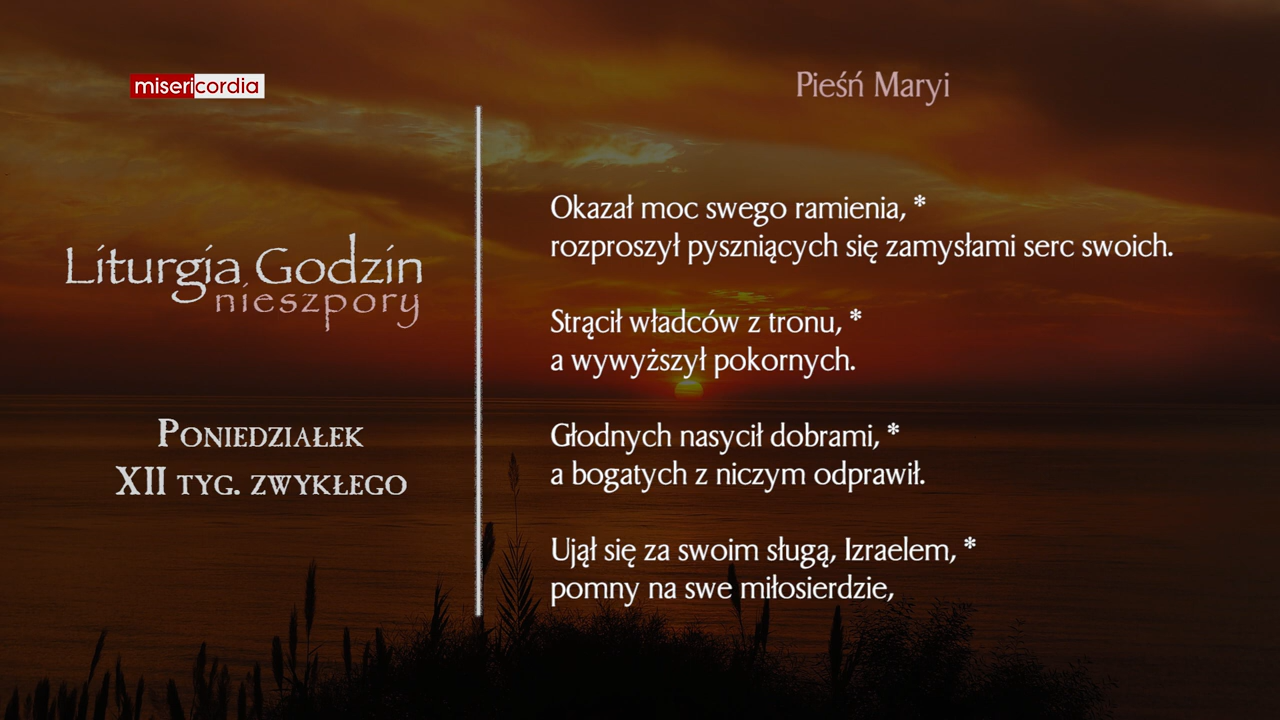 misericordia
Liturgia Godzin
nieszpory
Poniedziałek
XII tyg. zwykłego
Pieśń Maryi
Okazał moc swego ramienia, *
rozproszył pyszniących się zamysłami serc swoich.
Strącił władców z tronu, *
a wywyższył pokornych.
Głodnych nasycił dobrami, *
a bogatych z niczym odprawił.
Ujął się za swoim sługą, Izraelem, *
pomny na swe miłosierdzie,